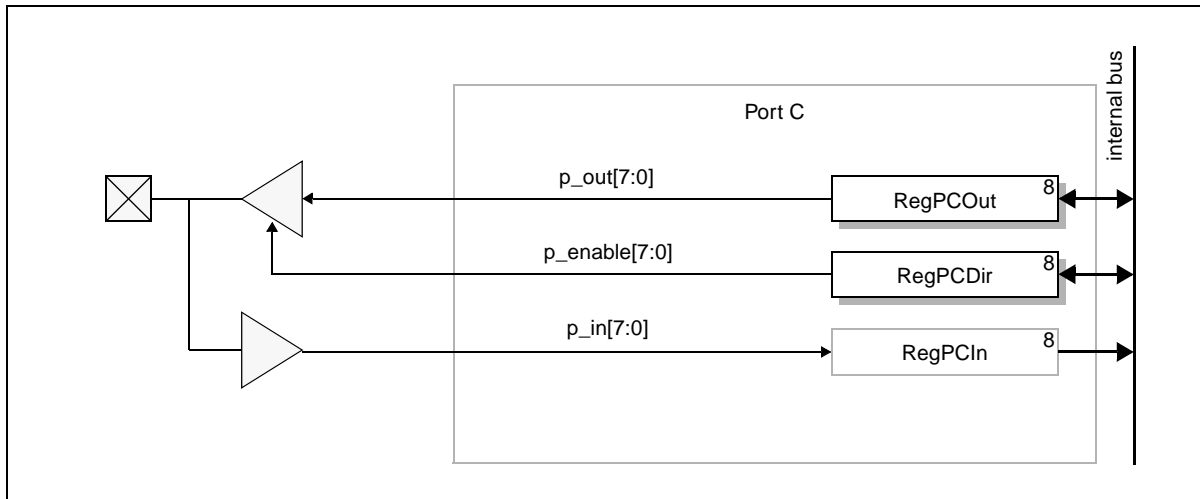 internal bus
Port C
p_out[7:0]
8
RegPCOut
p_enable[7:0]
8
RegPCDir
p_in[7:0]
8
RegPCIn